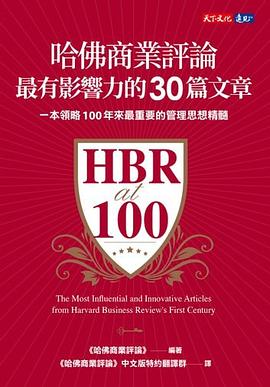 天下文化 遠見
哈佛商業評論
最有影響力的30篇文章
一本領略100年來最重要的管理思想精髓
HBR
at
100
The Most Influential and Innovative Articles
from Harvard Business Review's First Century
《哈佛商業評論》——編著
《哈佛商業評論》中文版特約翻譯群——譯